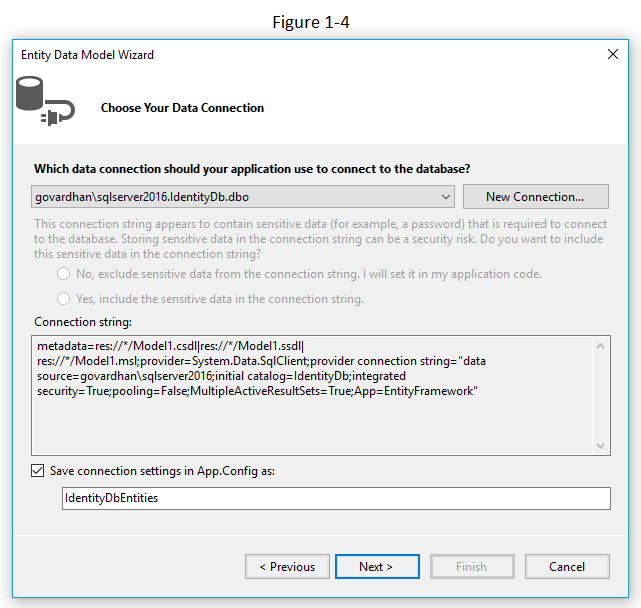 Figure 1-4
Entity Data Model Wizard
Choose Your Data Connection
Which data connection should your application use to connect to the database?
govardhan\sqlserver2016.IdentityDb.dbo
New Connection...
This connection string appears to contain sensitive data (for example, a password) that is required to connect
to the database. Storing sensitive data in the connection string can be a security risk. Do you want to include
this sensitive data in the connection string?
No, exclude sensitive data from the connection string. I will set it in my application code.
Yes, include the sensitive data in the connection string.
Connection string:
metadata=res://*/Model1.csdl|res://*/Model1.ssdl|
res://*/Model1.msl;provider=System.Data.SqlClient;provider connection string="data
source=govardhan\sqlserver2016;initial catalog=IdentityDb;integrated
security=True;pooling=False;MultipleActiveResultSets=True;App=EntityFramework"
Save connection settings in App.Config as:
IdentityDbEntities
< Previous
Next >
Finish
Cancel